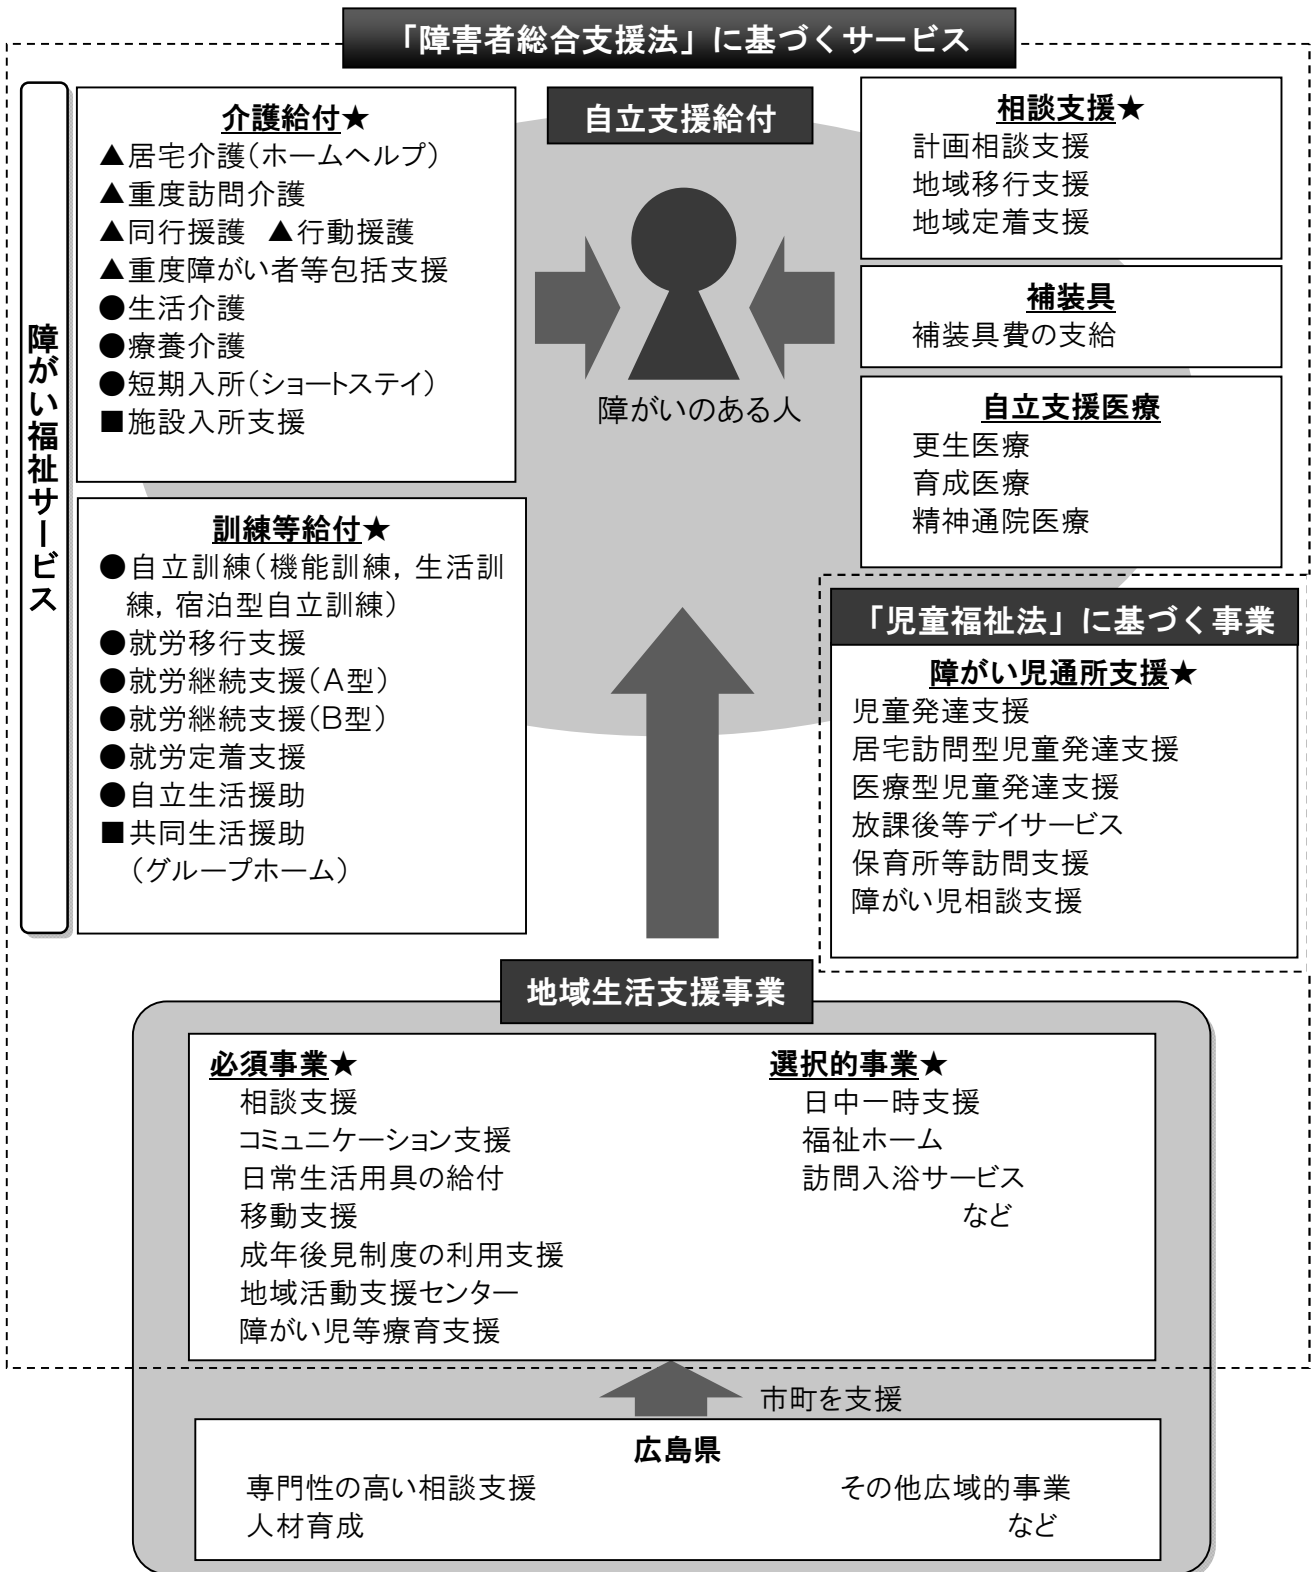 「障害者総合支援法」に基づくサービス
障がい福祉サービス
介護給付★
▲居宅介護(ホームヘルプ)
▲重度訪問介護
▲同行援護 ▲行動援護
▲重度障がい者等包括支援
●生活介護
●療養介護
●短期入所(ショートステイ)
■施設入所支援
訓練等給付★
●自立訓練(機能訓練,生活訓
練,宿泊型自立訓練)
●就労移行支援
●就労継続支援(A型)
●就労継続支援(B型)
●就労定着支援
●自立生活援助
■共同生活援助
(グループホーム)
自立支援給付
障がいのある人
相談支援★
計画相談支援
地域移行支援
地域定着支援
補装具
補装具費の支給
自立支援医療
更生医療
育成医療
精神通院医療
「児童福祉法」に基づく事業
障がい児通所支援★
児童発達支援
居宅訪問型児童発達支援
医療型児童発達支援
放課後等デイサービス
保育所等訪問支援
障がい児相談支援
地域生活支援事業
必須事業★
相談支援
コミュニケーション支援
日常生活用具の給付
移動支援
成年後見制度の利用支援
地域活動支援センター
障がい児等療育支援
選択的事業★
日中一時支援
福祉ホーム
訪問入浴サービス
など
市町を支援
広島県
専門性の高い相談支援
人材育成
その他広域的事業
など